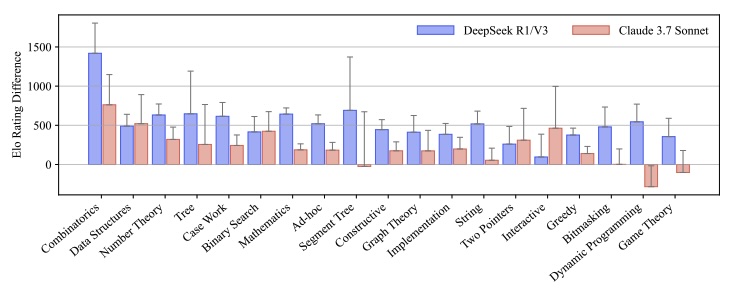 DeepSeek R1/V3
Claude 3.7 Sonnet
Elo Rating Difference
1500
1000
500
0
Combinatorics
Data Structures
Number Theory
Tree
Case Work
Binary Search
Mathematics
Ad-hoc
Segment Tree
Constructive
Graph Theory
Implementation
String
Two Pointers
Interactive
Greedy
Bitmasking
Dynamic Programming
Game Theory